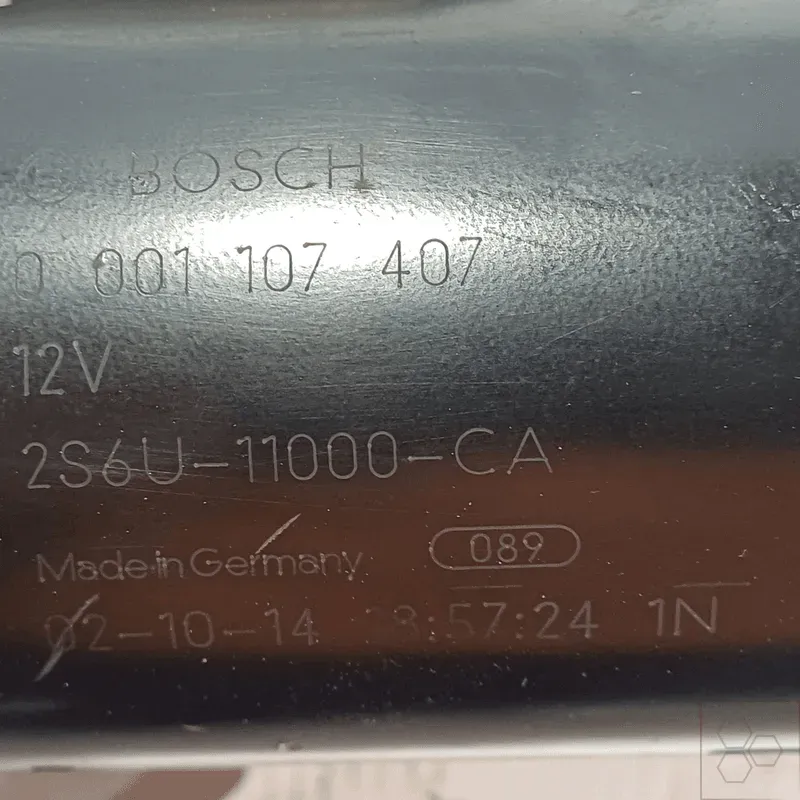 BOSCH
0 001 107 407
12V
2S6U-11000-CA
Made in Germany 089
02-10-14 8:57:24 1N